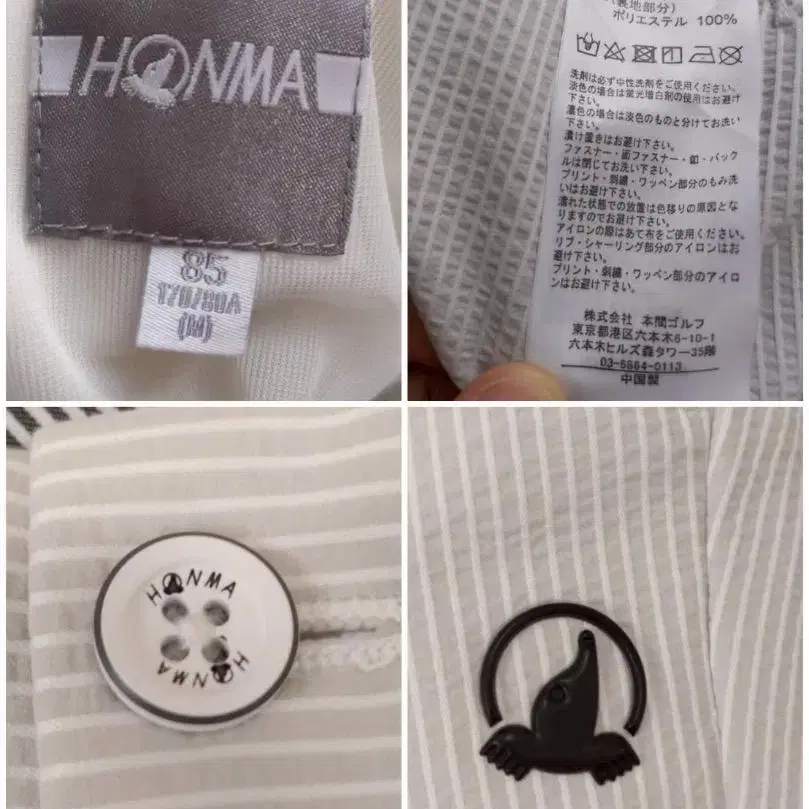 HONMA
85
170/80A
(M)
(裏地部分)
ポリエステル 100%
洗剤は必ず中性洗剤をご使用ください。
淡色の場合は蛍光増白剤の使用はお避け
下さい。
濃色の場合は淡色のものと分けてお洗い
下さい。
漬け置きはお避け下さい。
ファスナー・面ファスナー・釦・バック
ルは閉じてお洗い下さい。
プリント・刺繍・ワッペン部分のもみ洗
いはお避け下さい。
濡れた状態での放置は色移りの原因とな
りますのでお避け下さい。
アイロンの際はあて布をご使用ください。
リブ・シャーリング部分のアイロンはお
避け下さい。
プリント・刺繍・ワッペン部分のアイロ
ンはお避け下さい。
株式会社 本間ゴルフ
東京都港区六本木6-10-1
六本木ヒルズ森タワー35階
03-6864-0113
中国製
HONMA
HONMA